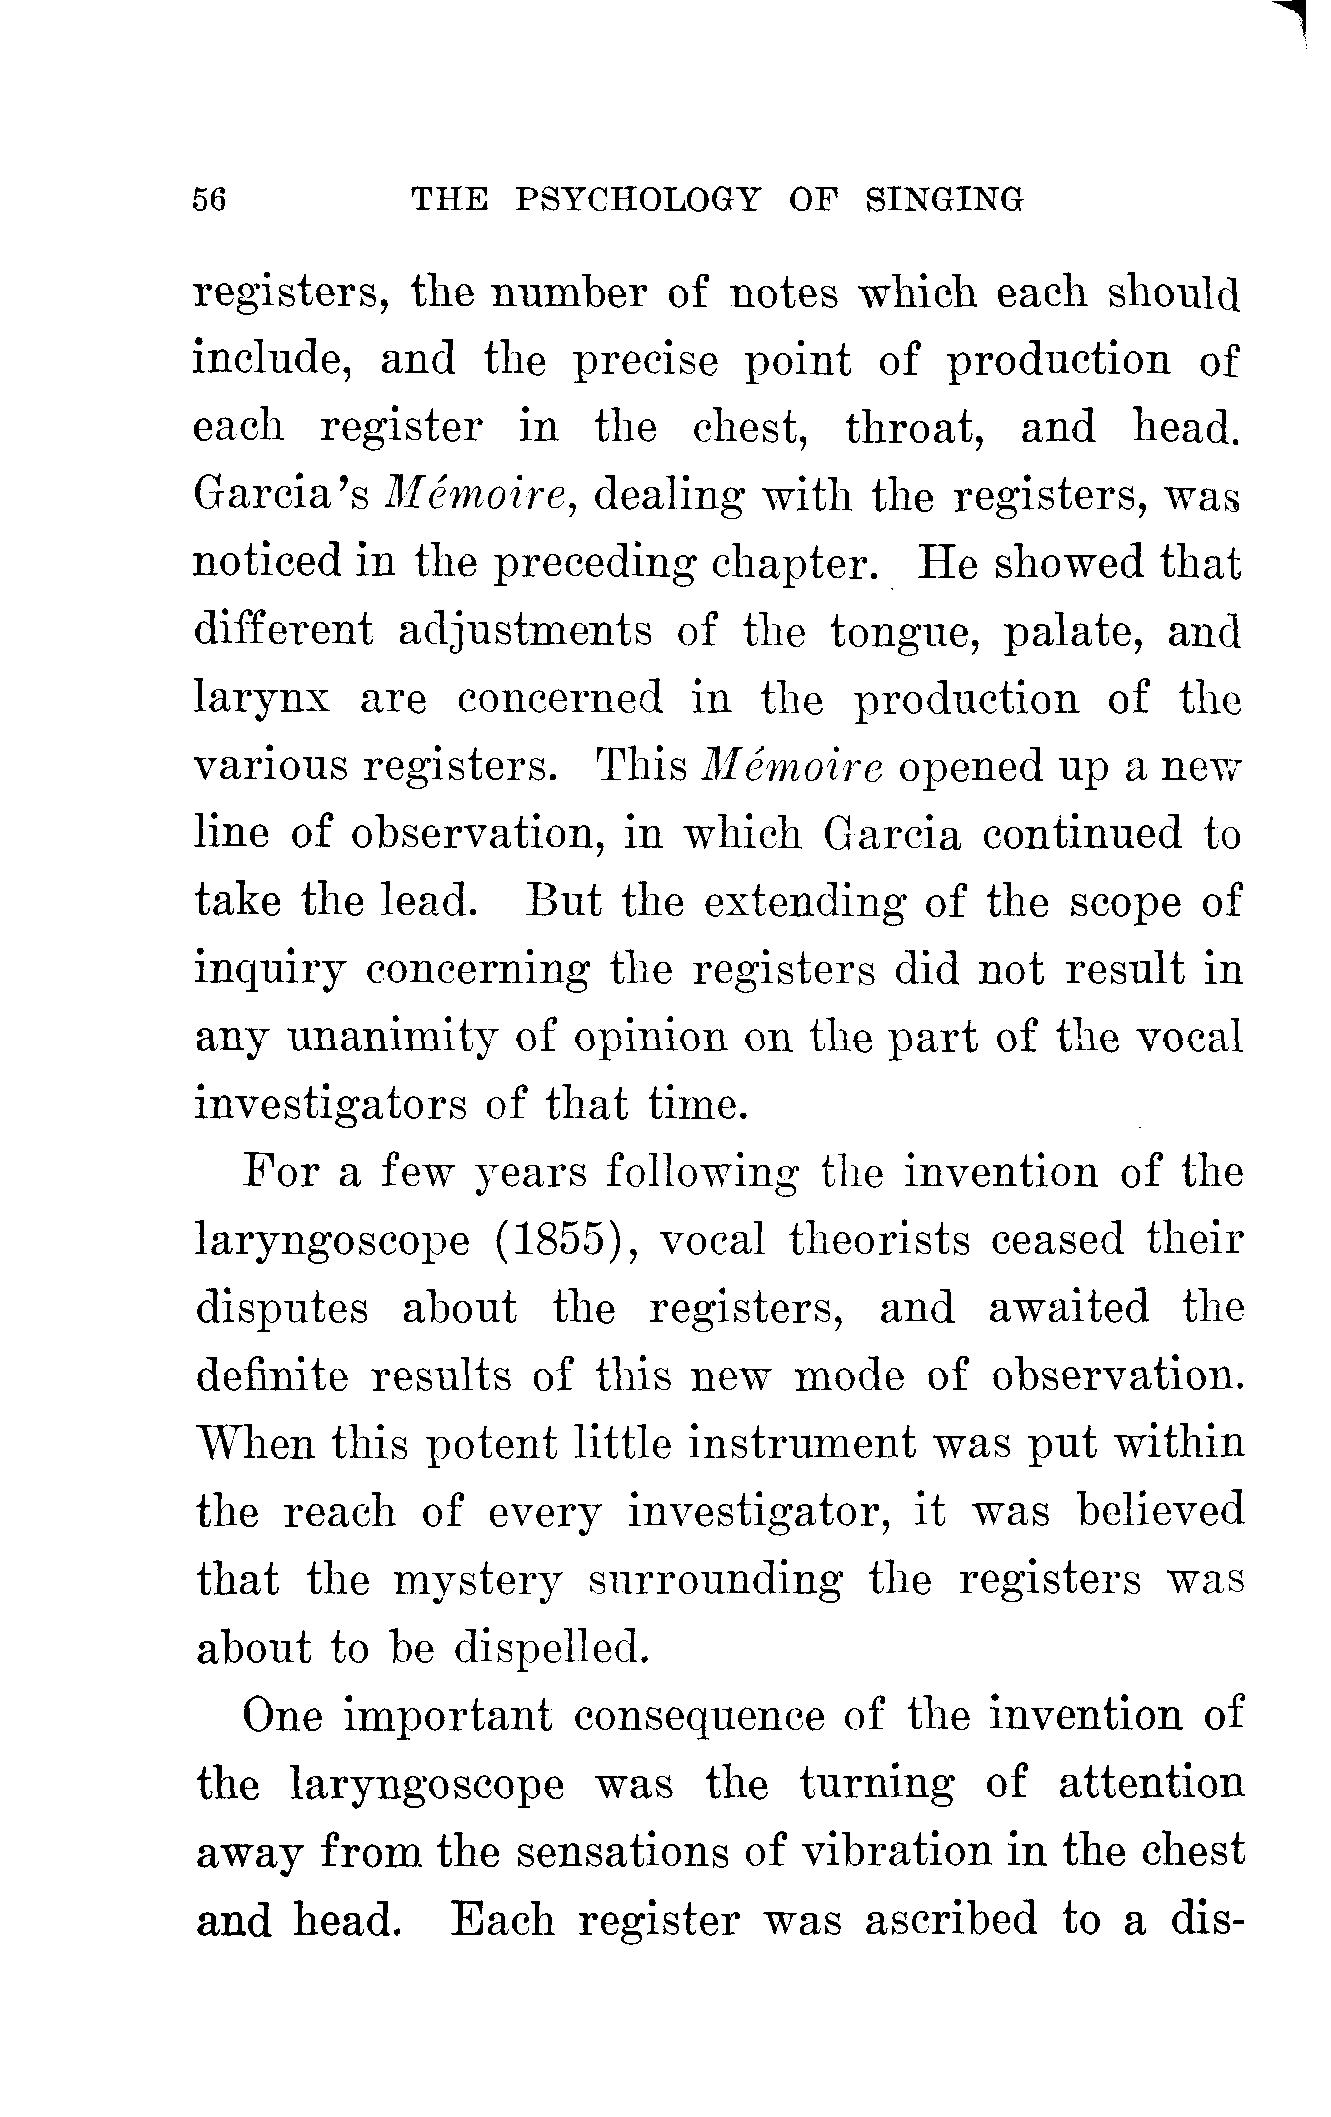 56 THE PSYCHOLOGY OF SINGING
registers, the number of notes which each should
include, and the precise point of production of
each register in the chest, throat, and head.
Garcia's Mémoire, dealing with the registers, was
noticed in the preceding chapter. He showed that
different adjustments of the tongue, palate, and
larynx are concerned in the production of the
various registers. This Mémoire opened up a new
line of observation, in which Garcia continued to
take the lead. But the extending of the scope of
inquiry concerning the registers did not result in
any unanimity of opinion on the part of the vocal
investigators of that time.
For a few years following the invention of the
laryngoscope (1855), vocal theorists ceased their
disputes about the registers, and awaited the
definite results of this new mode of observation.
When this potent little instrument was put within
the reach of every investigator, it was believed
that the mystery surrounding the registers was
about to be dispelled.
One important consequence of the invention of
the laryngoscope was the turning of attention
away from the sensations of vibration in the chest
and head. Each register was ascribed to a dis-